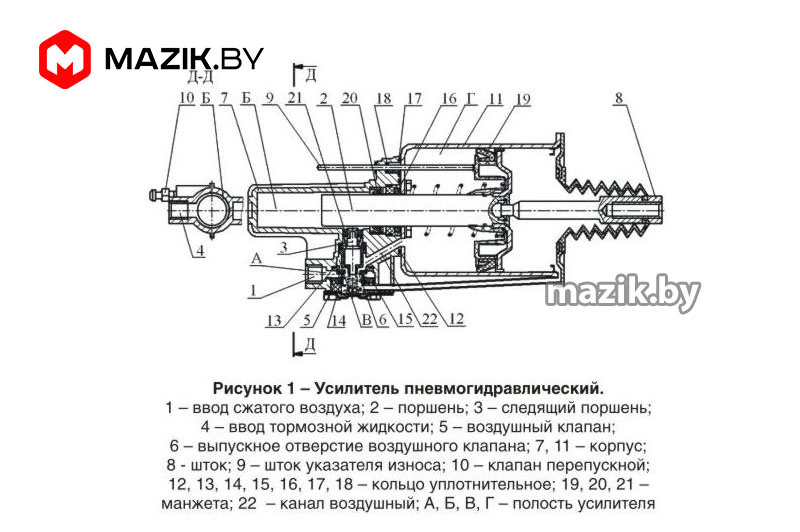 MAZIK.BY
Д-Д
Д
10 Б 7 Б 9 21 2 20 18 17 16 Г 11 19 8
4
3
А
1
13 5 14 В 6 15 22 12
Д
mazik.by
Рисунок 1 – Усилитель пневмогидравлический.
1 – ввод сжатого воздуха; 2 – поршень; 3 – следящий поршень;
4 – ввод тормозной жидкости; 5 – воздушный клапан;
6 – выпускное отверстие воздушного клапана; 7, 11 – корпус;
8 - шток; 9 – шток указателя износа; 10 – клапан перепускной;
12, 13, 14, 15, 16, 17, 18 – кольцо уплотнительное; 19, 20, 21 –
манжета; 22 – канал воздушный; А, Б, В, Г – полость усилителя